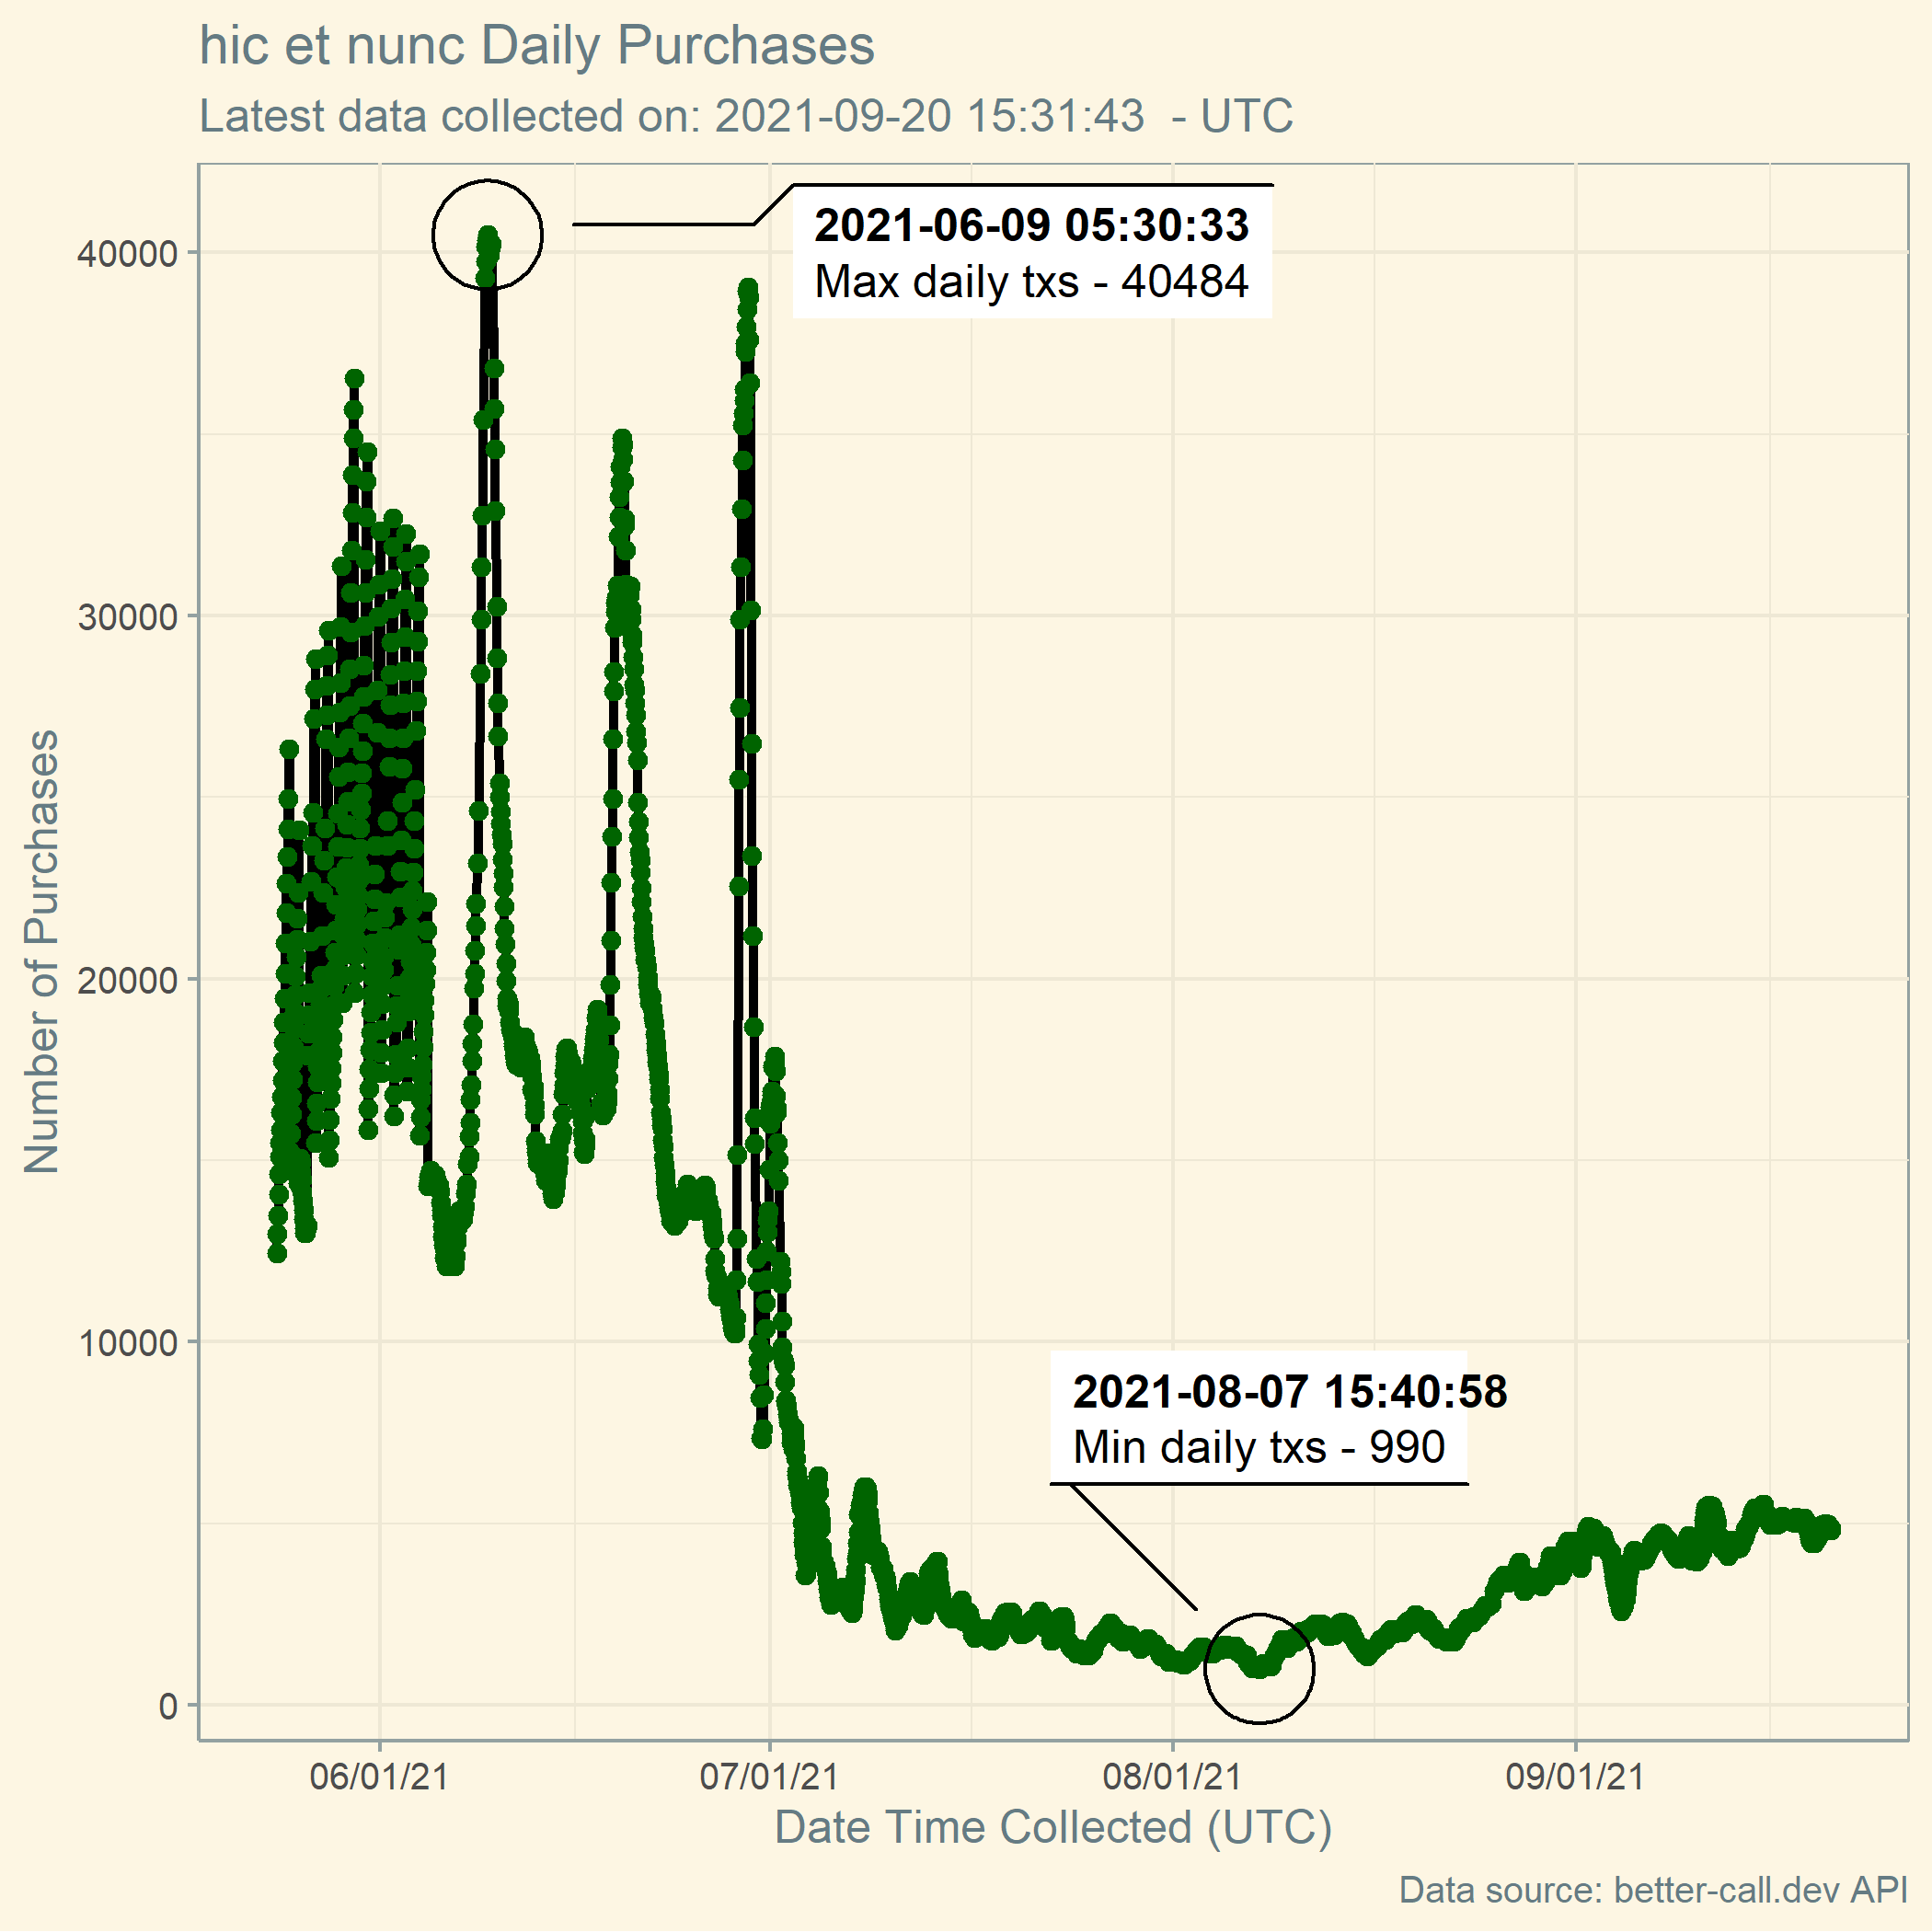 hic et nunc Daily Purchases
Latest data collected on: 2021-09-20 15:31:43  - UTC
2021-06-09 05:30:33
Max daily txs - 40484
40000
30000
Number of Purchases
20000
10000
2021-08-07 15:40:58
Min daily txs - 990
0
06/01/21 07/01/21 08/01/21 09/01/21
Date Time Collected (UTC)
Data source: better-call.dev API